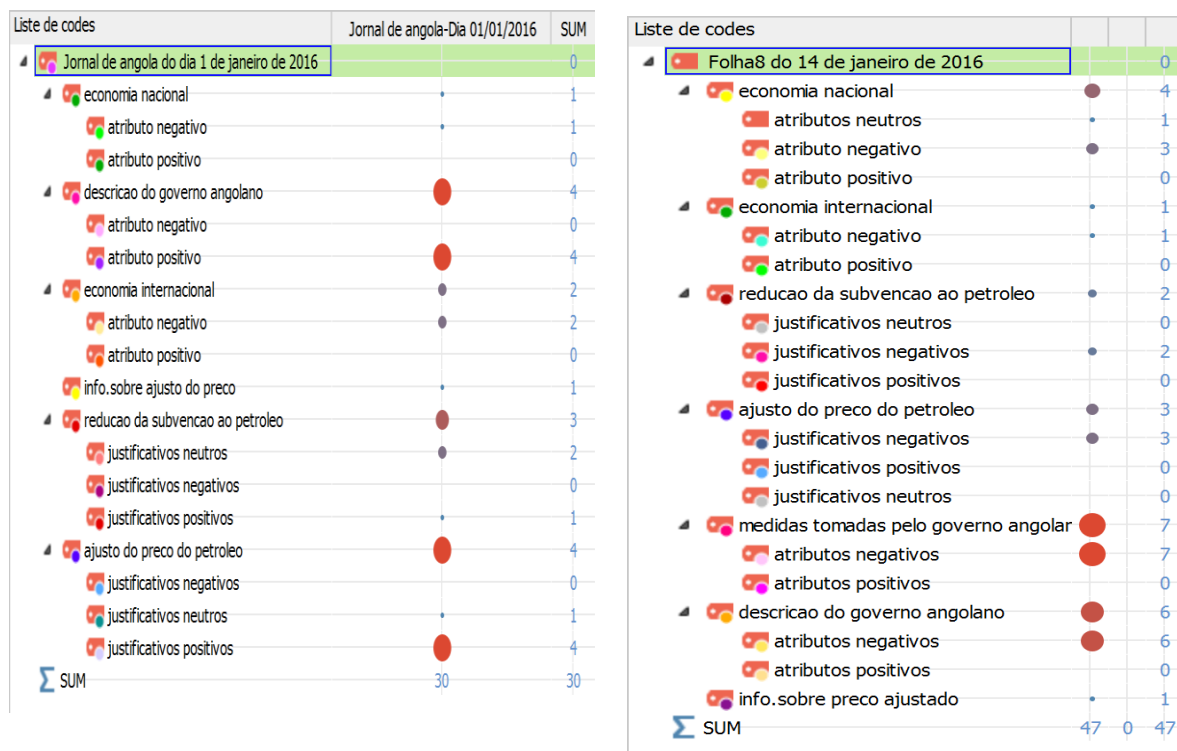 Liste de codes Jornal de angola-Dia 01/01/2016 SUM
Jornal de angola do dia 1 de janeiro de 2016 0
economia nacional 1
atributo negativo 1
atributo positivo 0
descricao do governo angolano 4
atributo negativo 0
atributo positivo 4
economia internacional 2
atributo negativo 2
atributo positivo 0
info.sobre ajusto do preco 1
reducao da subvencao ao petroleo 3
justificativos neutros 2
justificativos negativos 0
justificativos positivos 1
ajusto do preco do petroleo 4
justificativos negativos 0
justificativos neutros 1
justificativos positivos 4
Σ SUM 30 30
Liste de codes
Folha8 do 14 de janeiro de 2016 0
economia nacional 4
atributos neutros 1
atributo negativo 3
atributo positivo 0
economia internacional 1
atributo negativo 1
atributo positivo 0
reducao da subvencao ao petroleo 2
justificativos neutros 0
justificativos negativos 2
justificativos positivos 0
ajusto do preco do petroleo 3
justificativos negativos 3
justificativos positivos 0
justificativos neutros 0
medidas tomadas pelo governo angolar 7
atributos negativos 7
atributos positivos 0
descricao do governo angolano 6
atributos negativos 6
atributos positivos 0
info.sobre preco ajustado 1
Σ SUM 47 0 47